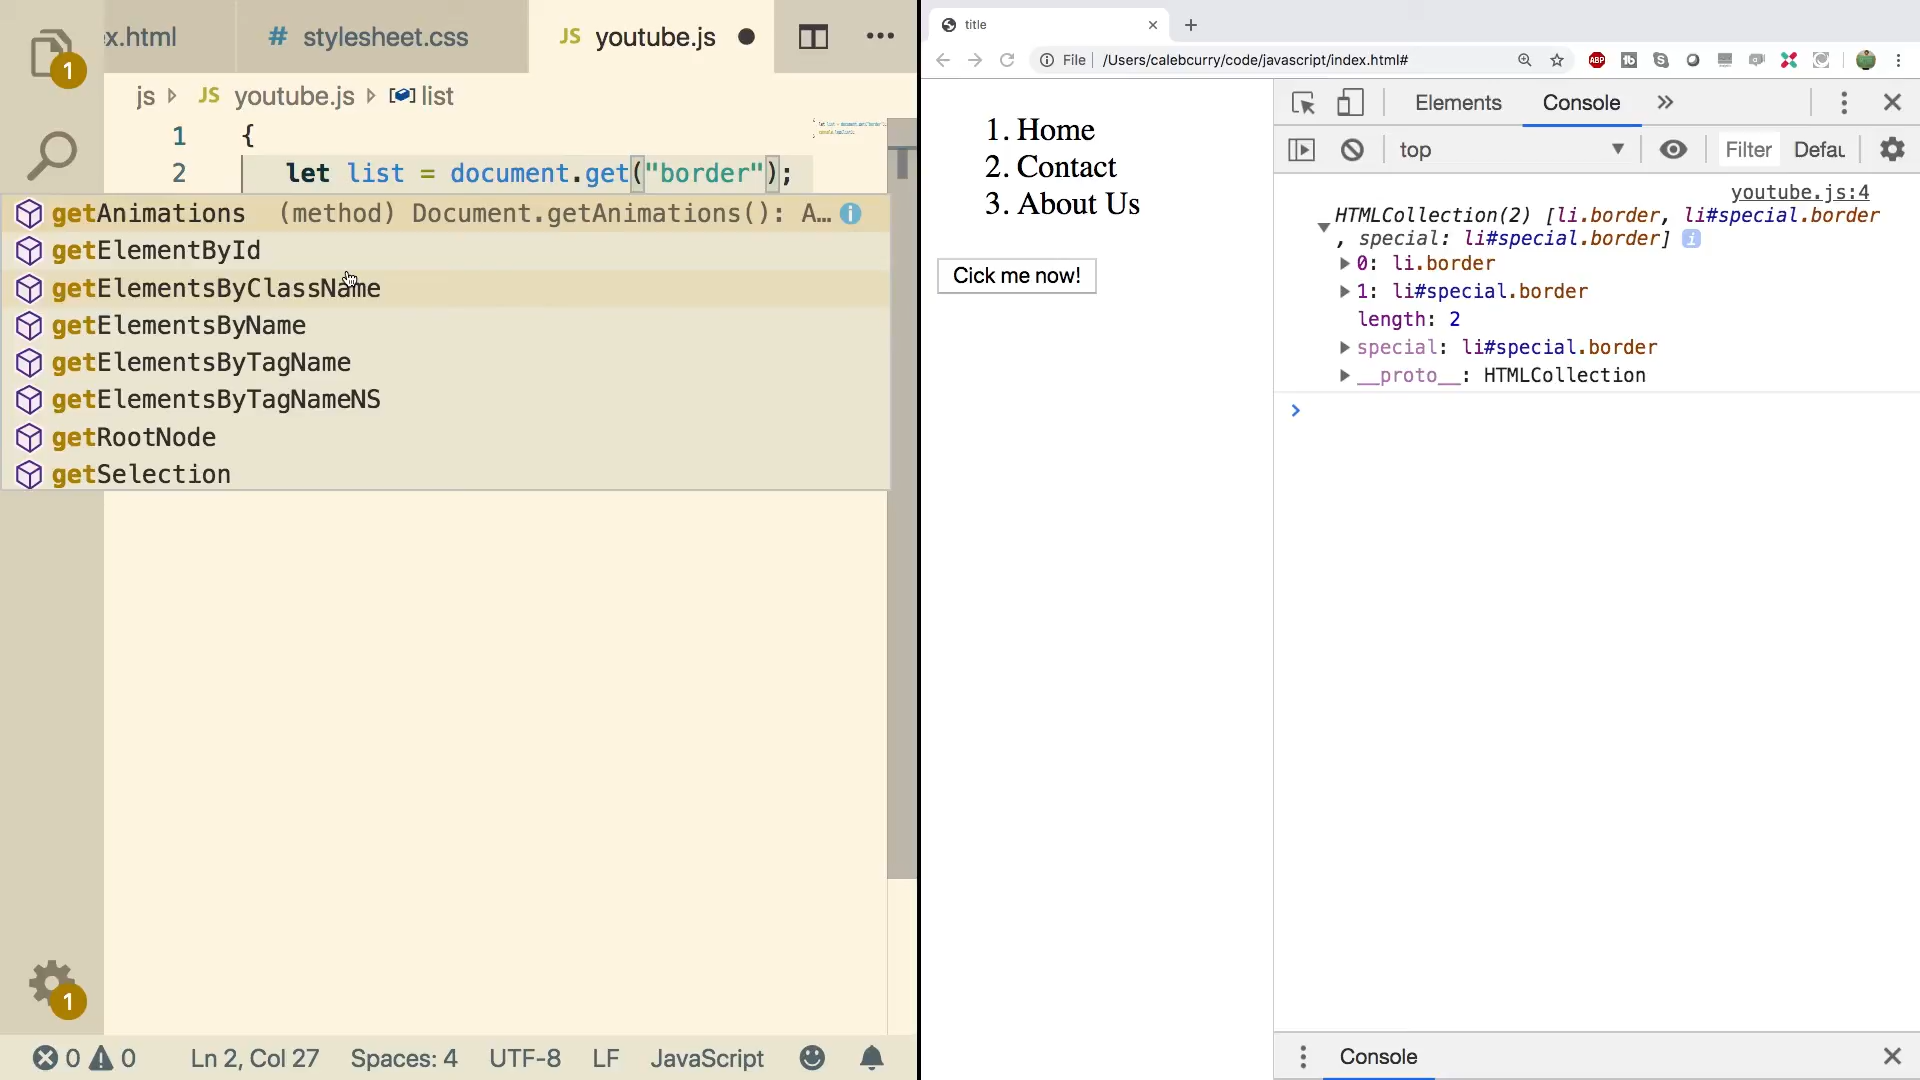 x.html
# stylesheet.css
JS youtube.js
js JS youtube.js list
1 {
2 let list = document.get("border");
getAnimations (method) Document.getAnimations(): A…
getElementById
getElementsByClassName
getElementsByName
getElementsByTagName
getElementsByTagNameNS
getRootNode
getSelection
1
1
0 0 Ln 2, Col 27 Spaces: 4 UTF-8 LF JavaScript
title
File /Users/calebcurry/code/javascript/index.html#
ABP
1. Home
2. Contact
3. About Us
Cick me now!
Elements Console
top Filter Defau
youtube.js:4
HTMLCollection(2) [li.border, li#special.border
, special: li#special.border] i
0: li.border
1: li#special.border
length: 2
special: li#special.border
__proto__: HTMLCollection
Console